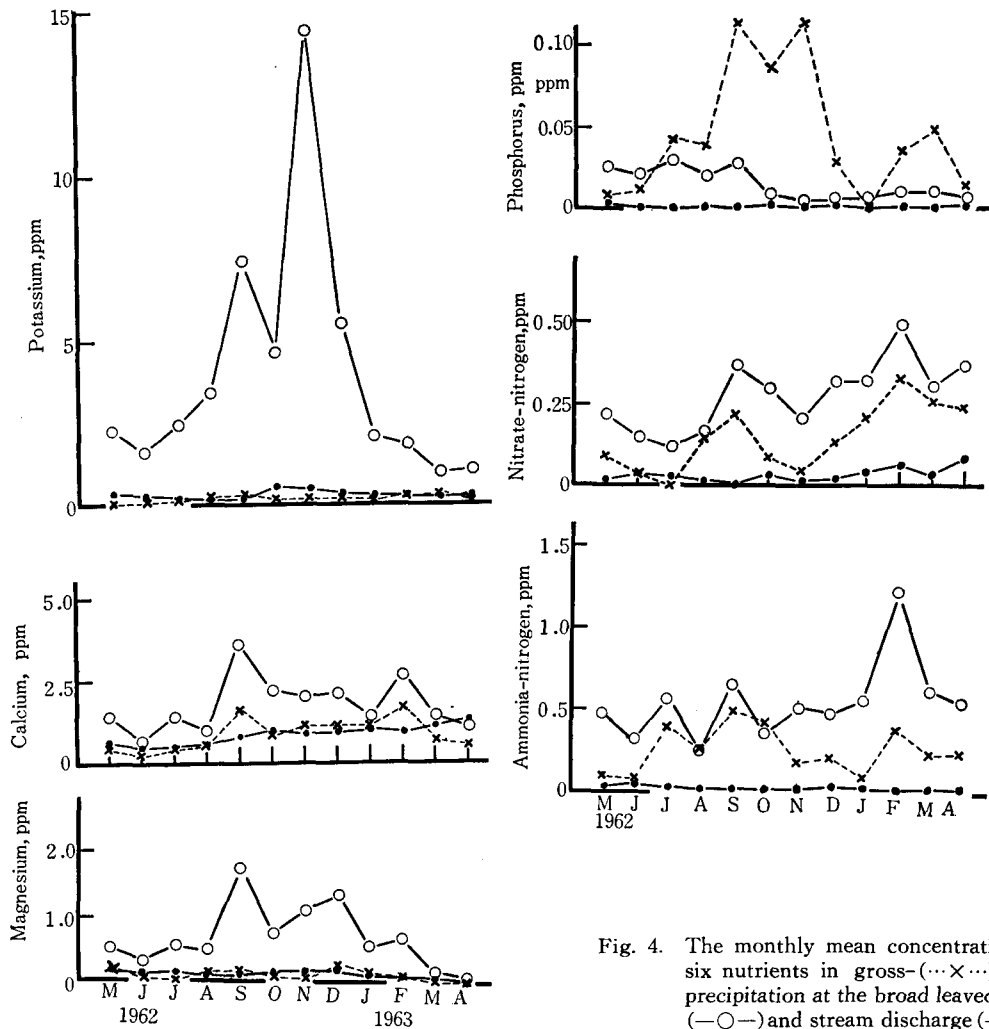 15
10
5
0
Potassium,ppm
5.0
2.5
0
Calcium, ppm
2.0
1.0
0
Magnesium, ppm
M J J A S O N D J F M A
1962 1963
0.10
ppm
0.05
0
Phosphorus, ppm
0.50
0.25
0
Nitrate-nitrogen,ppm
1.5
1.0
0.5
0
Ammonia-nitrogen, ppm
M J J A S O N D J F M A
1962
Fig. 4. The monthly mean concentrati
six nutrients in gross-(···×···
precipitation at the broad leaved
(—○—)and stream discharge (-